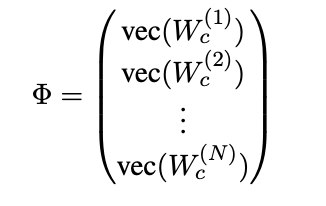 Φ = 
vec(W_c^{(1)})
vec(W_c^{(2)})
⋮
vec(W_c^{(N)})